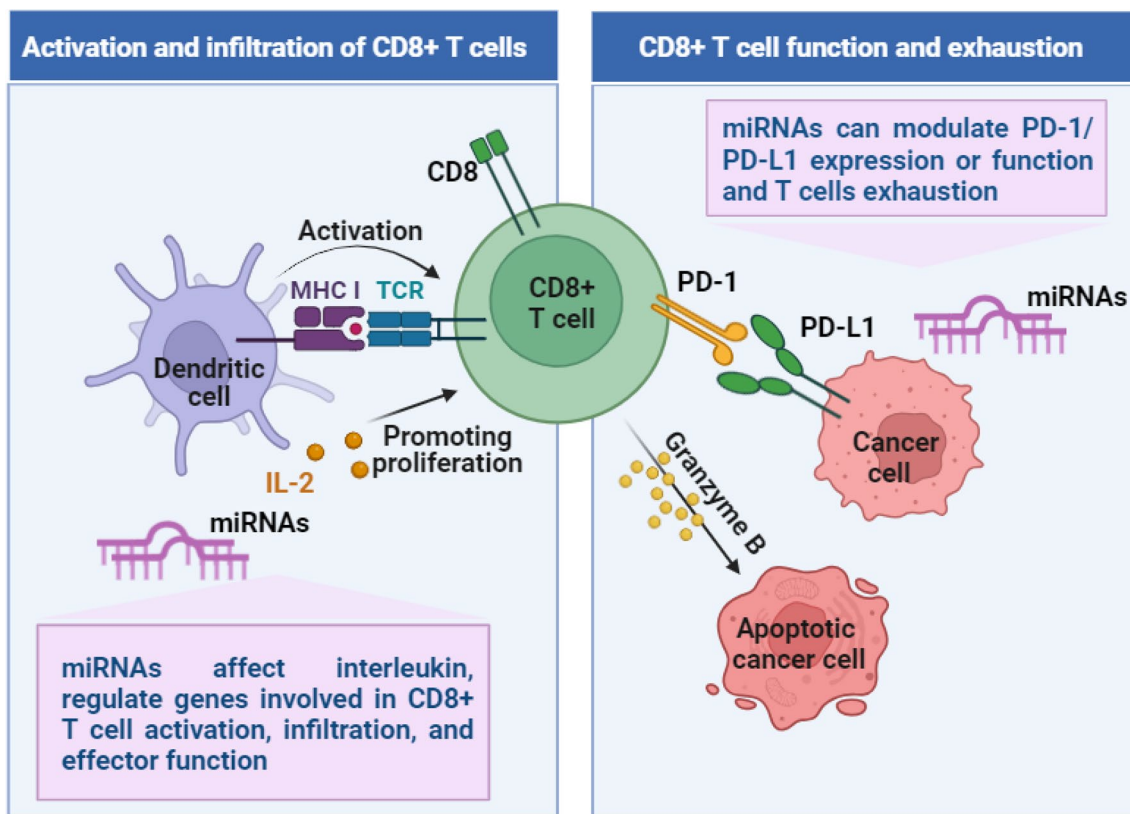 Activation and infiltration of CD8+ T cells
CD8
Activation
MHC I TCR
Dendritic
cell
IL-2
Promoting
proliferation
miRNAs
miRNAs affect interleukin,
regulate genes involved in CD8+
T cell activation, infiltration, and
effector function
CD8+
T cell
CD8+ T cell function and exhaustion
miRNAs can modulate PD-1/
PD-L1 expression or function
and T cells exhaustion
PD-1
miRNAs
PD-L1
Cancer
cell
Granzyme B
Apoptotic
cancer cell